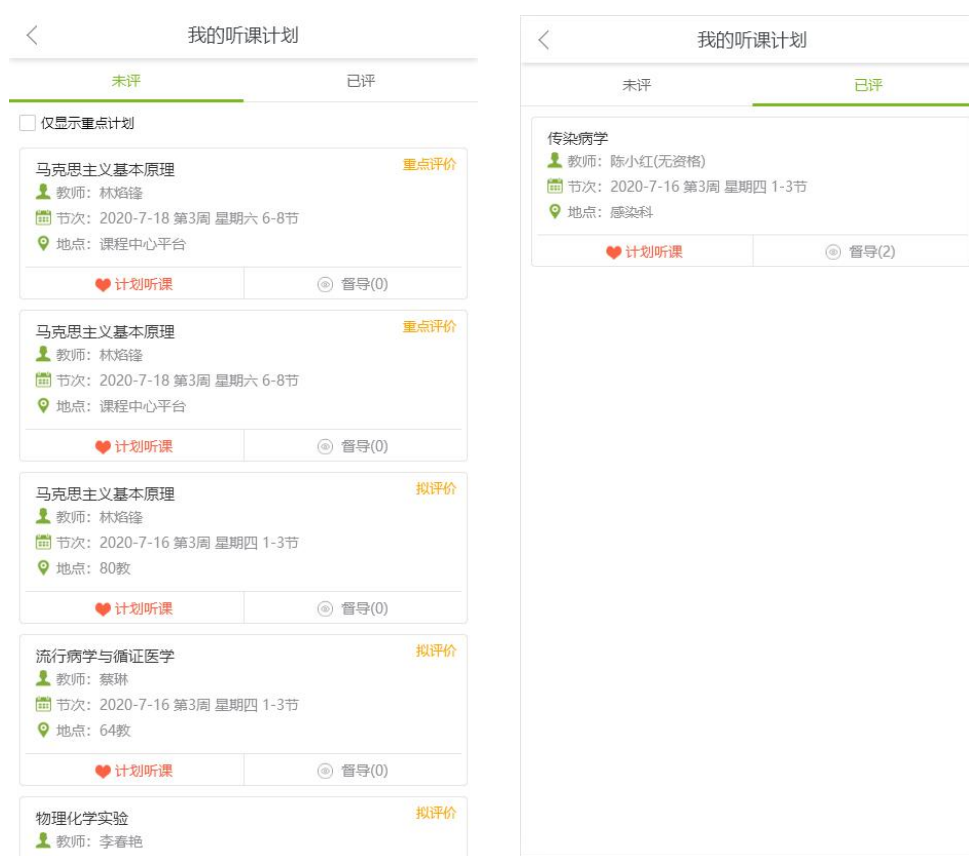 我的听课计划
未评
已评
仅显示重点计划
马克思主义基本原理
重点评价
教师：林焰锋
节次：2020-7-18 第3周 星期六 6-8节
地点：课程中心平台
计划听课
督导(0)
马克思主义基本原理
重点评价
教师：林焰锋
节次：2020-7-18 第3周 星期六 6-8节
地点：课程中心平台
计划听课
督导(0)
马克思主义基本原理
拟评价
教师：林焰锋
节次：2020-7-16 第3周 星期四 1-3节
地点：80教
计划听课
督导(0)
流行病学与循证医学
拟评价
教师：蔡琳
节次：2020-7-16 第3周 星期四 1-3节
地点：64教
计划听课
督导(0)
物理化学实验
拟评价
教师：李春艳
我的听课计划
未评
已评
传染病学
教师：陈小红(无资格)
节次：2020-7-16 第3周 星期四 1-3节
地点：感染科
计划听课
督导(2)